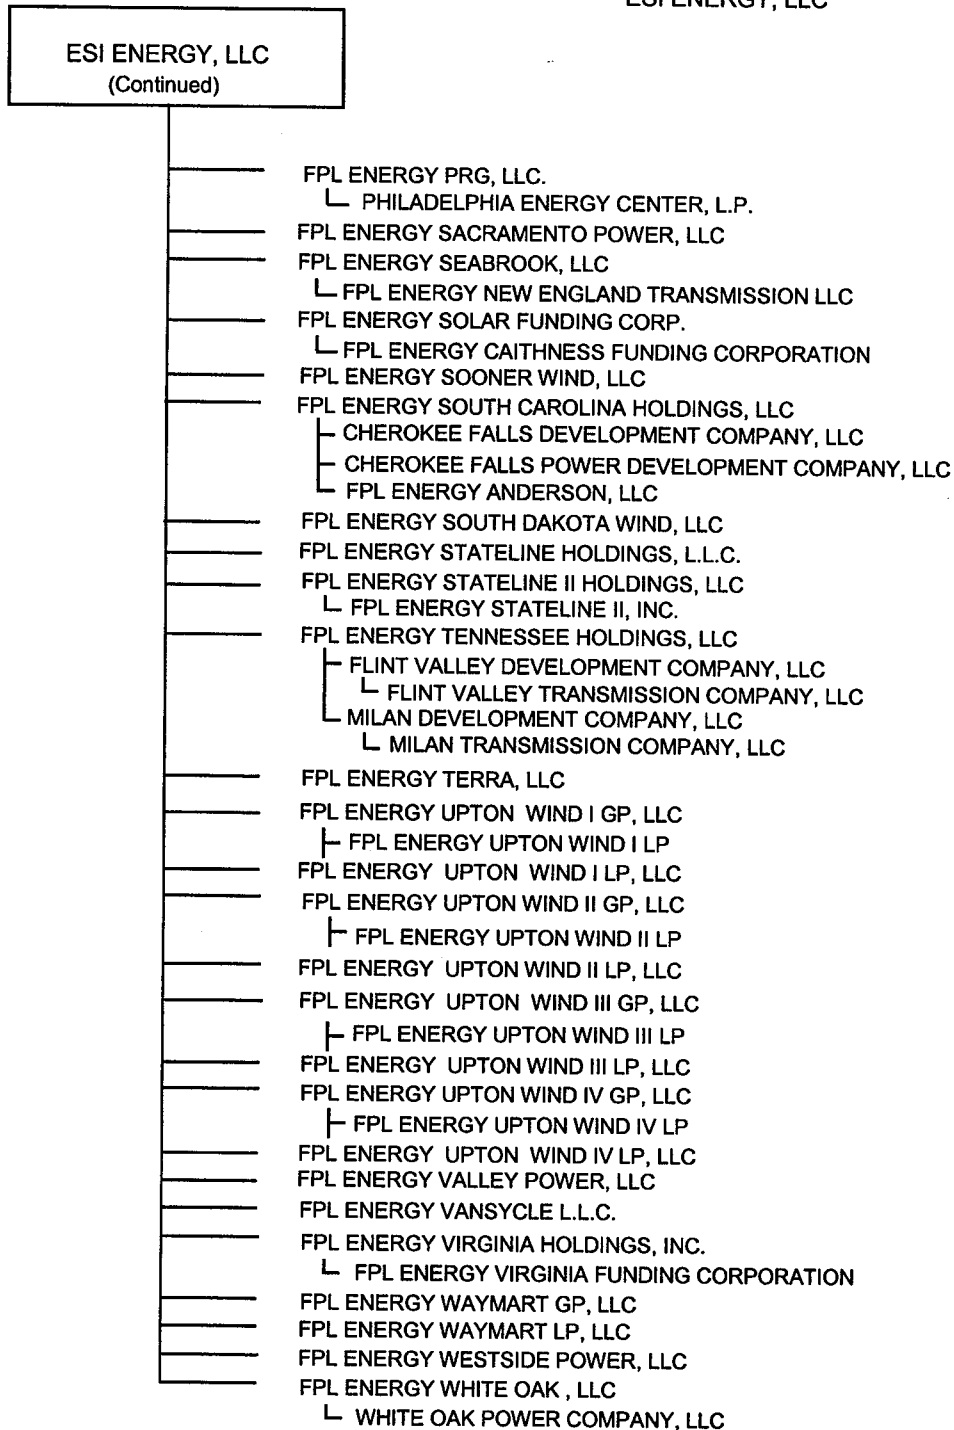 ESI ENERGY, LLC
ESI ENERGY, LLC
(Continued)
FPL ENERGY PRG, LLC.
PHILADELPHIA ENERGY CENTER, L.P.
FPL ENERGY SACRAMENTO POWER, LLC
FPL ENERGY SEABROOK, LLC
FPL ENERGY NEW ENGLAND TRANSMISSION LLC
FPL ENERGY SOLAR FUNDING CORP.
FPL ENERGY CAITHNESS FUNDING CORPORATION
FPL ENERGY SOONER WIND, LLC
FPL ENERGY SOUTH CAROLINA HOLDINGS, LLC
CHEROKEE FALLS DEVELOPMENT COMPANY, LLC
CHEROKEE FALLS POWER DEVELOPMENT COMPANY, LLC
FPL ENERGY ANDERSON, LLC
FPL ENERGY SOUTH DAKOTA WIND, LLC
FPL ENERGY STATELINE HOLDINGS, L.L.C.
FPL ENERGY STATELINE II HOLDINGS, LLC
FPL ENERGY STATELINE II, INC.
FPL ENERGY TENNESSEE HOLDINGS, LLC
FLINT VALLEY DEVELOPMENT COMPANY, LLC
FLINT VALLEY TRANSMISSION COMPANY, LLC
MILAN DEVELOPMENT COMPANY, LLC
MILAN TRANSMISSION COMPANY, LLC
FPL ENERGY TERRA, LLC
FPL ENERGY UPTON WIND I GP, LLC
FPL ENERGY UPTON WIND I LP
FPL ENERGY UPTON WIND I LP, LLC
FPL ENERGY UPTON WIND II GP, LLC
FPL ENERGY UPTON WIND II LP
FPL ENERGY UPTON WIND II LP, LLC
FPL ENERGY UPTON WIND III GP, LLC
FPL ENERGY UPTON WIND III LP
FPL ENERGY UPTON WIND III LP, LLC
FPL ENERGY UPTON WIND IV GP, LLC
FPL ENERGY UPTON WIND IV LP
FPL ENERGY UPTON WIND IV LP, LLC
FPL ENERGY VALLEY POWER, LLC
FPL ENERGY VANSYCLE L.L.C.
FPL ENERGY VIRGINIA HOLDINGS, INC.
FPL ENERGY VIRGINIA FUNDING CORPORATION
FPL ENERGY WAYMART GP, LLC
FPL ENERGY WAYMART LP, LLC
FPL ENERGY WESTSIDE POWER, LLC
FPL ENERGY WHITE OAK , LLC
WHITE OAK POWER COMPANY, LLC